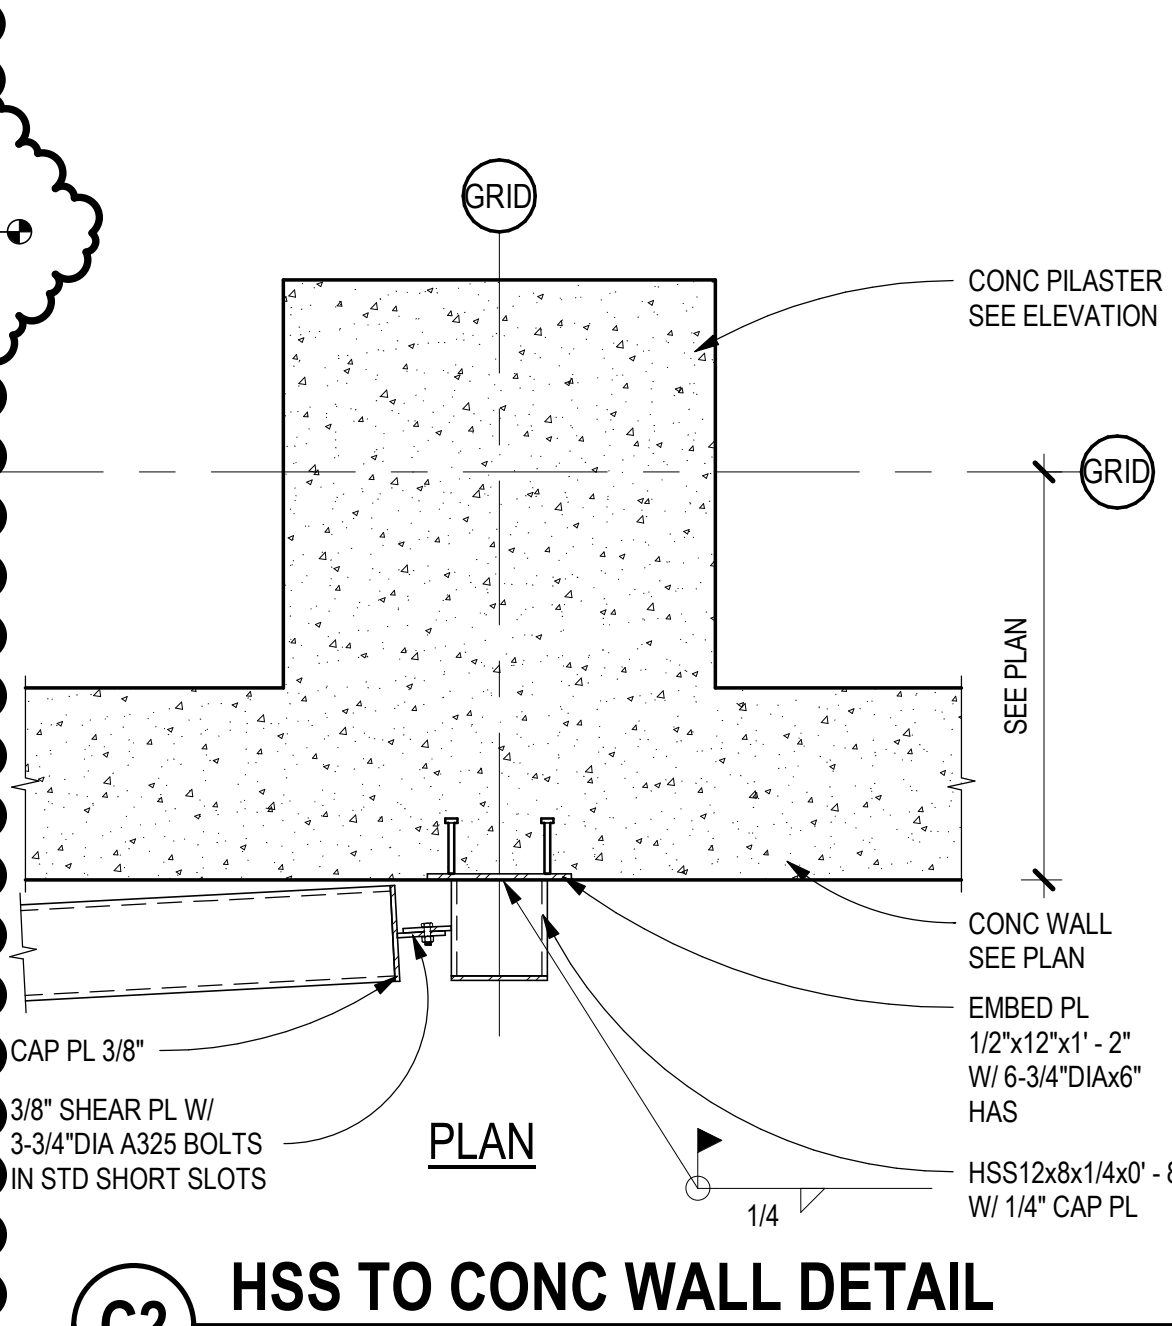 GRID
CONC PILASTER
SEE ELEVATION
GRID
SEE PLAN
CONC WALL
SEE PLAN
EMBED PL
1/2"x12"x1' - 2"
W/ 6-3/4"DIAx6"
HAS
HSS12x8x1/4x0' - 8
W/ 1/4" CAP PL
CAP PL 3/8"
3/8" SHEAR PL W/
3-3/4"DIA A325 BOLTS
IN STD SHORT SLOTS
PLAN
1/4
HSS TO CONC WALL DETAIL